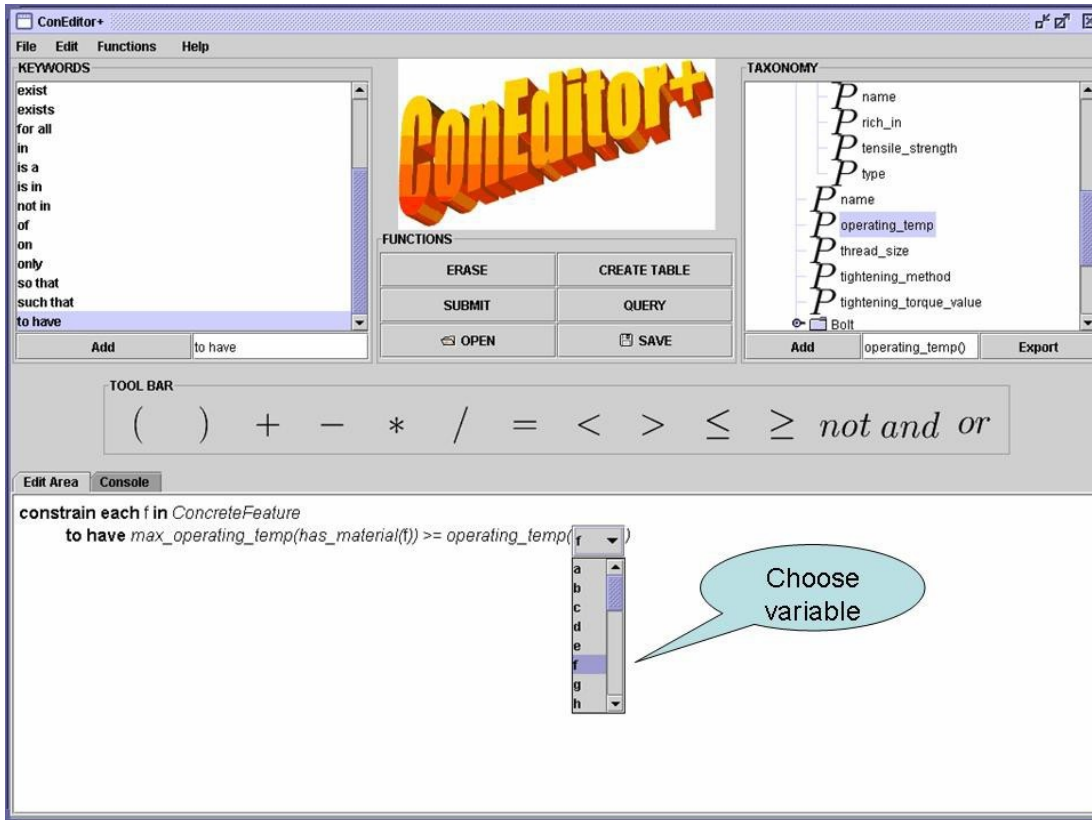 ConEditor+
File Edit Functions Help
KEYWORDS
exist
exists
for all
in
is a
is in
not in
of
on
only
so that
such that
to have
Add to have
ConEditor+
FUNCTIONS
ERASE CREATE TABLE
SUBMIT QUERY
OPEN SAVE
TAXONOMY
P name
P rich_in
P tensile_strength
P type
P name
P operating_temp
P thread_size
P tightening_method
P tightening_torque_value
Bolt
Add operating_temp() Export
TOOL BAR
( ) + - * / = < > ≤ ≥ not and or
Edit Area Console
constrain each f in ConcreteFeature
to have max_operating_temp(has_material(f)) >= operating_temp( f )
a
b
c
d
e
f
g
h
Choose
variable